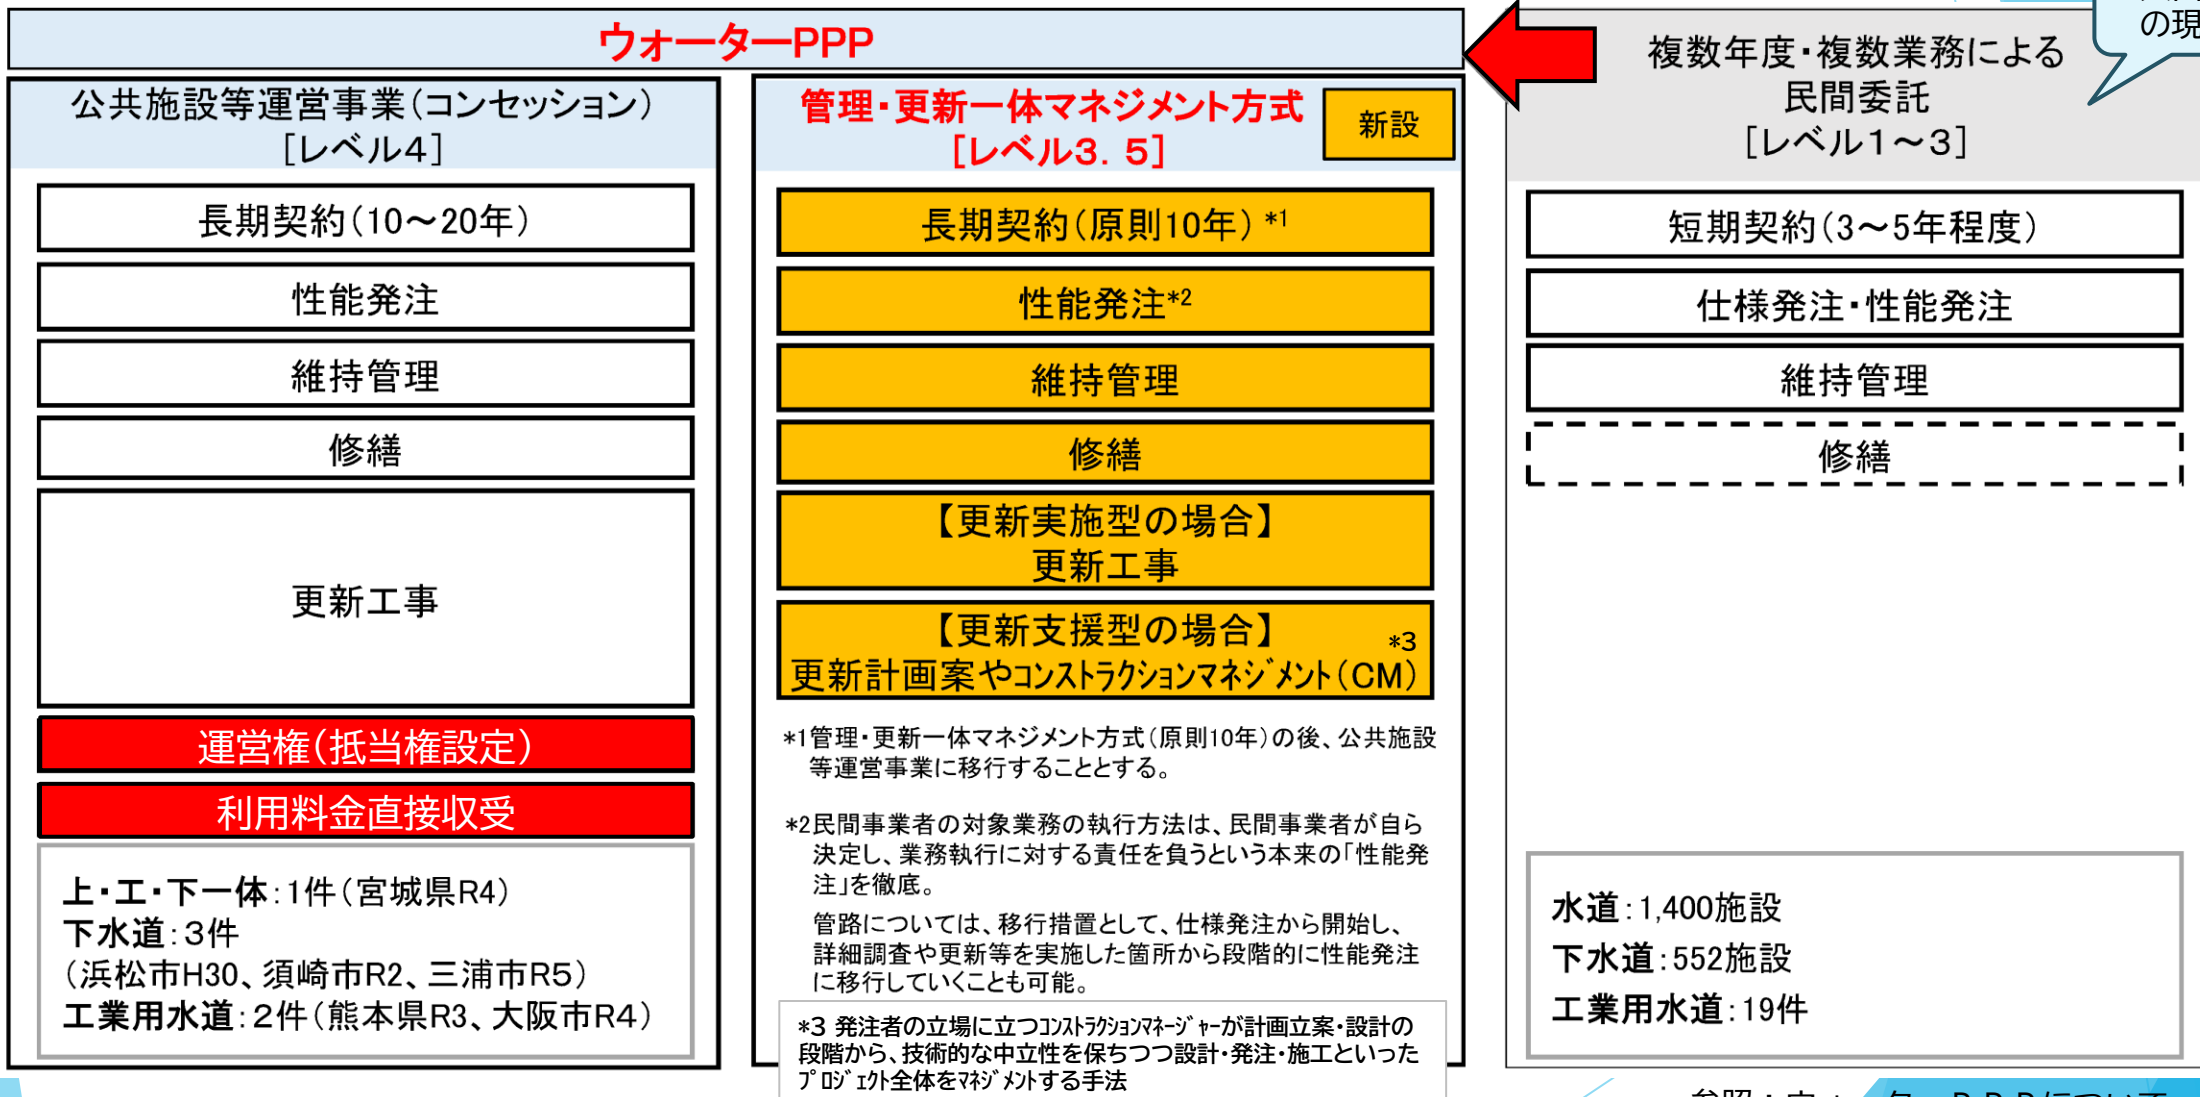 ウォーターPPP
公共施設等運営事業（コンセッション）
［レベル4］
長期契約（10～20年）
性能発注
維持管理
修繕
更新工事
運営権（抵当権設定）
利用料金直接収受
上・工・下一体：1件（宮城県R4）
下水道：3件
（浜松市H30、須崎市R2、三浦市R5）
工業用水道：2件（熊本県R3、大阪市R4）
管理・更新一体マネジメント方式
［レベル3．5］
新設
長期契約（原則10年）*1
性能発注*2
維持管理
修繕
【更新実施型の場合】
更新工事
【更新支援型の場合】
*3
更新計画案やｺﾝｽﾄﾗｸｼｮﾝﾏﾈｼﾞﾒﾝﾄ（CM）
*1管理・更新一体マネジメント方式（原則10年）の後、公共施設
等運営事業に移行することとする。
*2民間事業者の対象業務の執行方法は、民間事業者が自ら
決定し、業務執行に対する責任を負うという本来の「性能発
注」を徹底。
管路については、移行措置として、仕様発注から開始し、
詳細調査や更新等を実施した箇所から段階的に性能発注
に移行していくことも可能。
*3 発注者の立場に立つｺﾝｽﾄﾗｸｼｮﾝﾏﾈｰｼﾞｬｰが計画立案・設計の
段階から、技術的な中立性を保ちつつ設計・発注・施工といった
ﾌﾟﾛｼﾞｪｸﾄ全体をﾏﾈｼﾞﾒﾝﾄする手法
の現
複数年度・複数業務による
民間委託
［レベル1～3］
短期契約（3～5年程度）
仕様発注・性能発注
維持管理
修繕
水道：1,400施設
下水道：552施設
工業用水道：19件